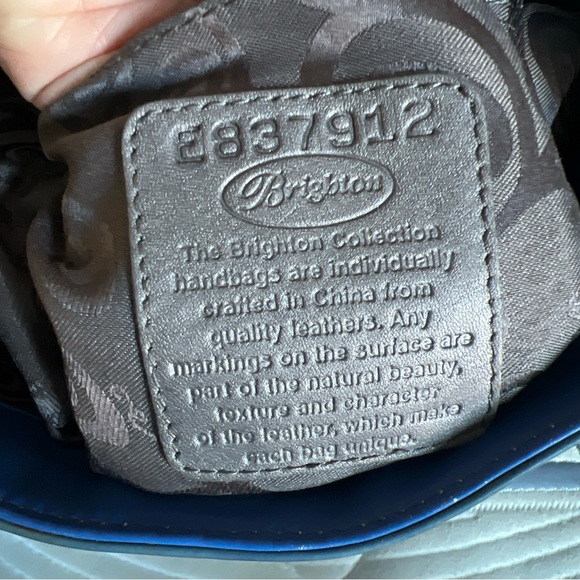 E837912
Brighton
The Brighton Collection
handbags are individually
crafted in China from
quality leathers. Any
markings on the surface are
part of the natural beauty,
texture and character
of the leather, which make
each bag unique.